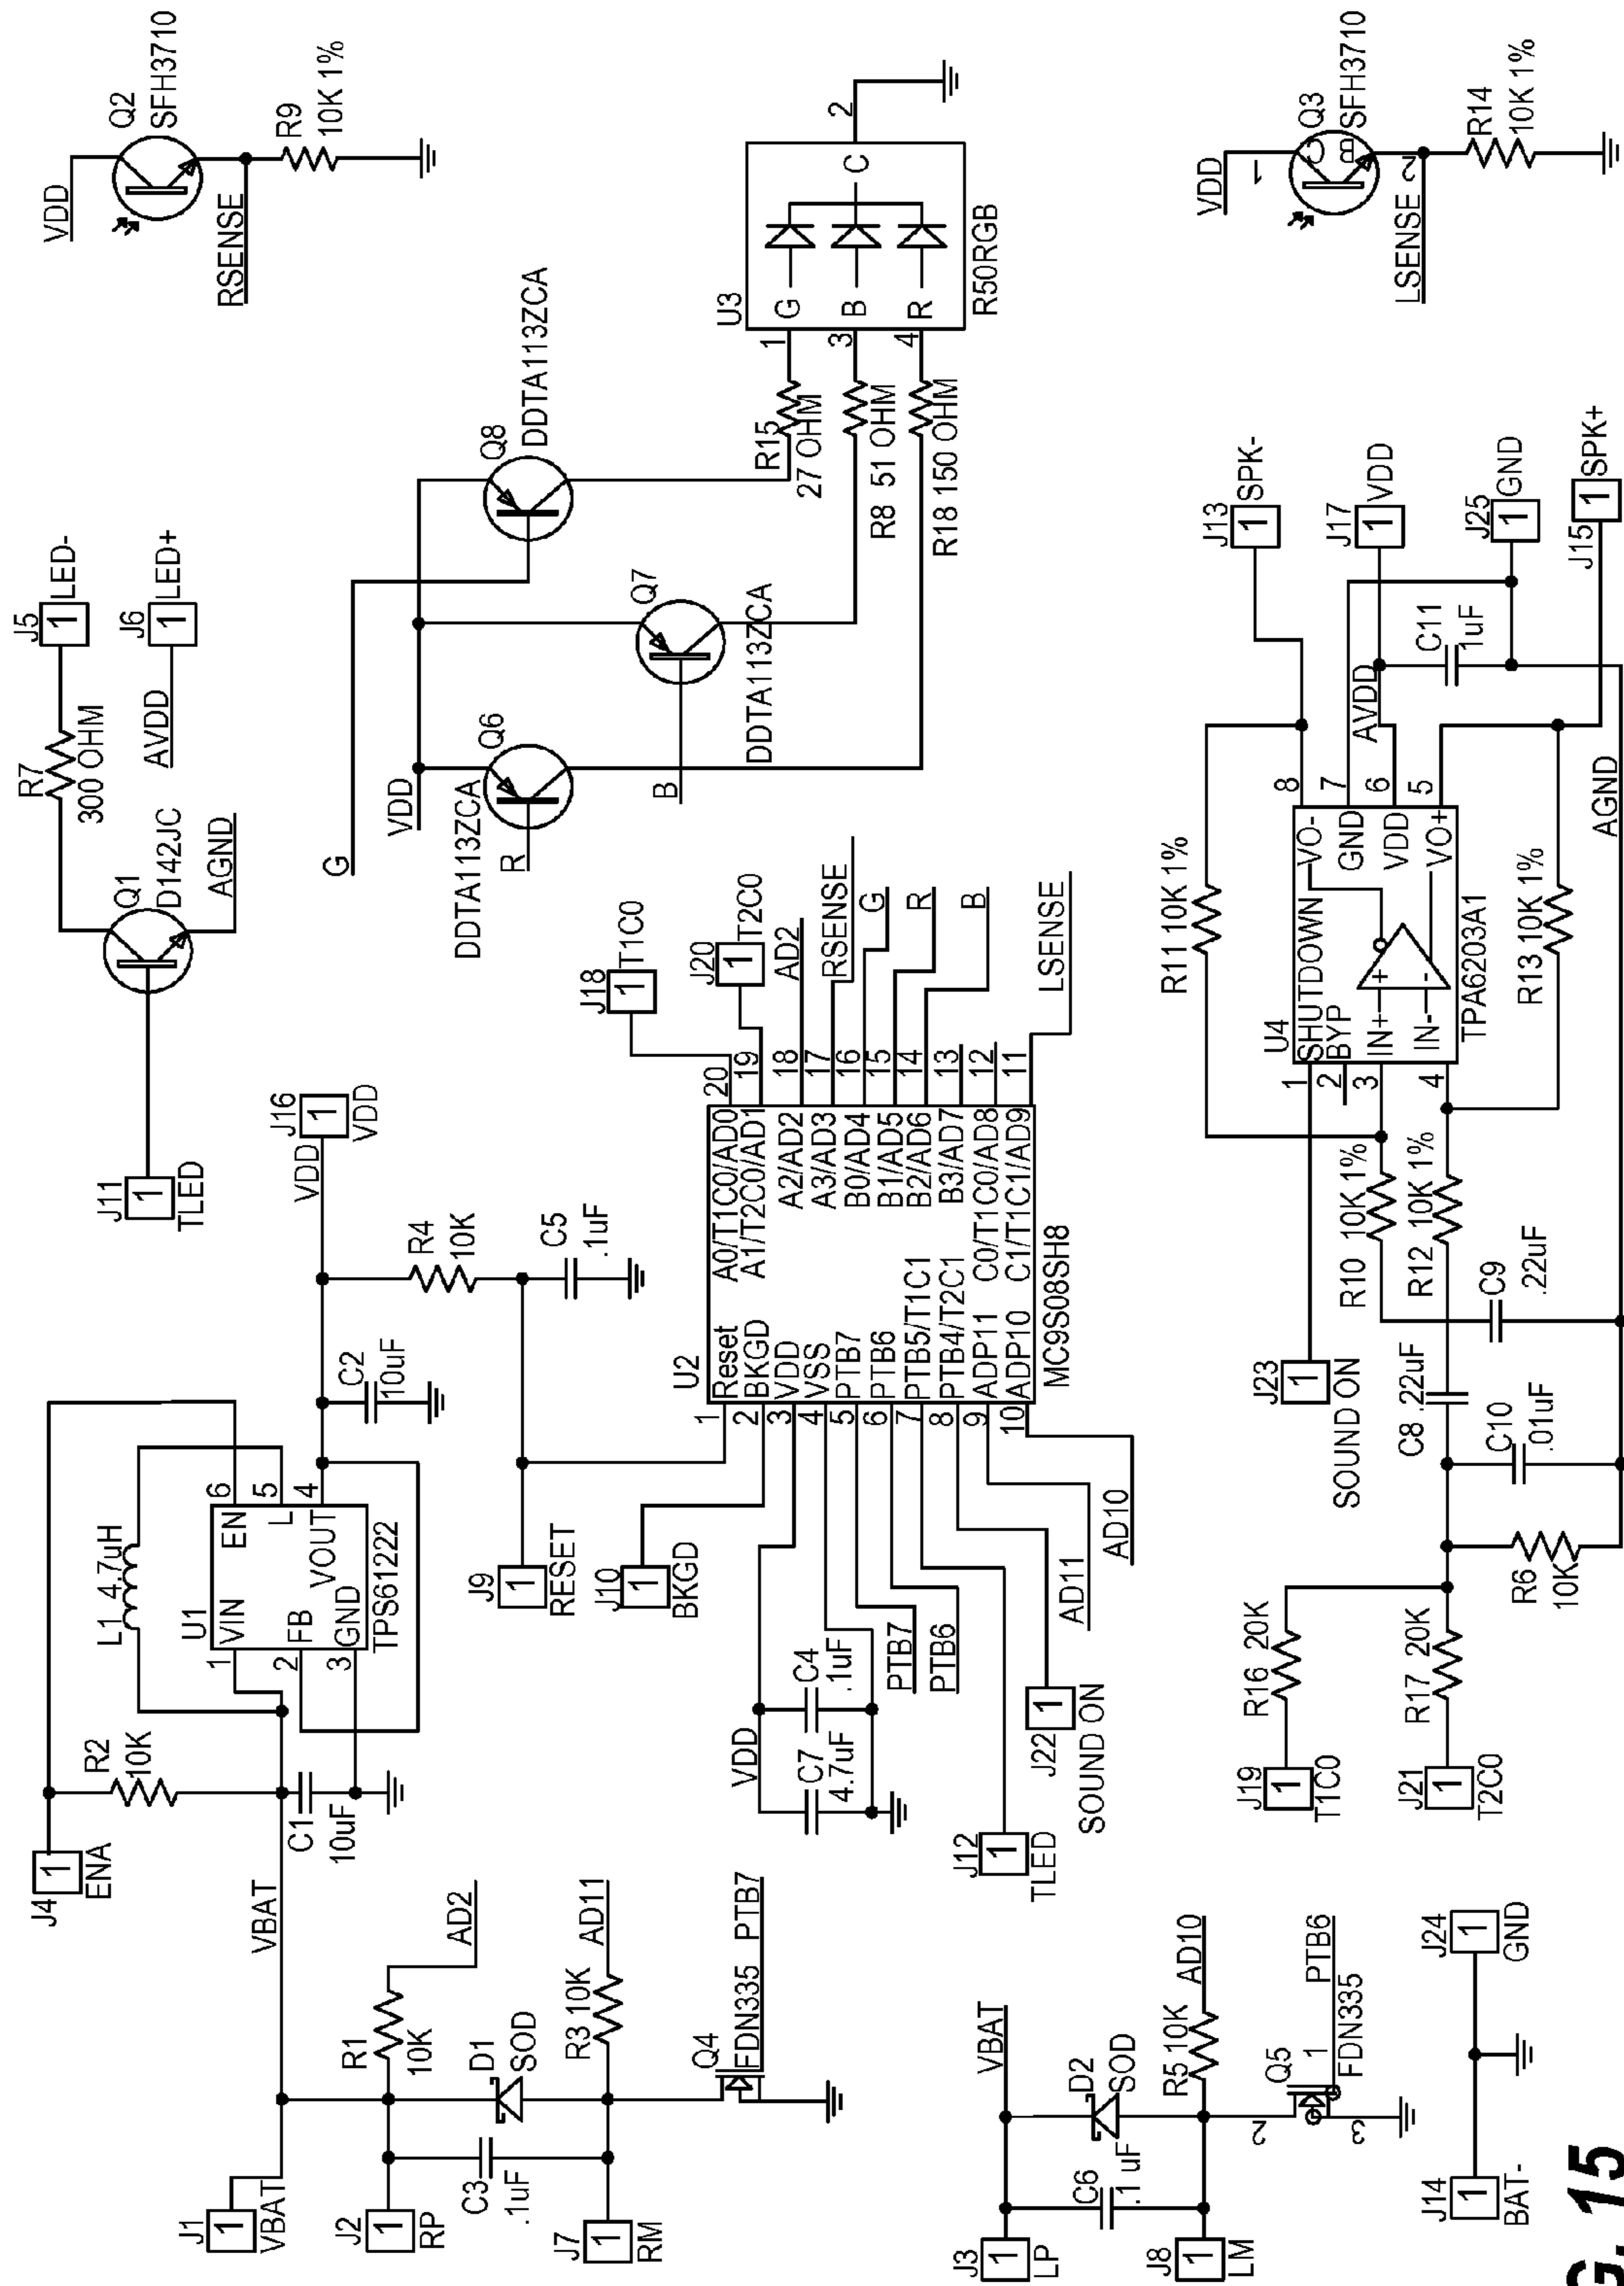 J1
1
VBAT
VBAT
J4
1
ENA
R2
10K
C1
10uF
L1 4.7uH
U1
VIN
FB
GND
EN
L
VOUT
1
2
3
6
5
4
TPS61222
C2
10uF
VDD
J16
1
VDD
R4
10K
C5
.1uF
J11
1
TLED
Q1
D142JC
AGND
R7
300 OHM
J5
1
LED-
J6
1
LED+
AVDD
VDD
Q2
SFH3710
RSENSE
R9
10K 1%
J2
1
RP
R1
10K
AD2
C3
.1uF
D1
SOD
R3 10K
AD11
J7
1
RM
Q4
FDN335
PTB7
J9
1
RESET
J10
1
BKGD
VDD
C7
4.7uF
C4
.1uF
PTB7
PTB6
J12
1
TLED
J22
1
SOUND ON
AD11
AD10
U2
1
2
3
4
5
6
7
8
9
10
Reset
BKGD
VDD
VSS
PTB7
PTB6
PTB5/T1C1
PTB4/T2C1
ADP11
ADP10
A0/T1C0/AD0
A1/T2C0/AD1
A2/AD2
A3/AD3
B0/AD4
B1/AD5
B2/AD6
B3/AD7
C0/T1C0/AD8
C1/T1C1/AD9
20
19
18
17
16
15
14
13
12
11
MC9S08SH8
J18
1
T1C0
J20
1
T2C0
AD2
RSENSE
G
R
B
LSENSE
G
VDD
DDTA113ZCA
Q6
R
B
Q7
DDTA113ZCA
Q8
DDTA113ZCA
R15
27 OHM
R8 51 OHM
R18 150 OHM
U3
1
3
4
G
B
R
C
2
R50RGB
J3
1
LP
VBAT
C6
.1 uF
D2
SOD
R5 10K
AD10
J8
1
LM
Q5
2
1
3
PTB6
FDN335
J14
1
BAT-
J24
1
GND
J19
1
T1C0
R16 20K
J21
1
T2C0
R17 20K
R6
10K
C8 .22uF
C10
.01uF
C9
.22uF
J23
1
SOUND ON
R10 10K 1%
R12 10K 1%
R11 10K 1%
R13 10K 1%
U4
1
2
3
4
SHUTDOWN
BYP
IN+
IN-
+
-
VO-
GND
VDD
VO+
8
7
6
5
TPA6203A1
AVDD
C11
1uF
AGND
J13
1
SPK-
J17
1
VDD
J25
1
GND
J15
1
SPK+
VDD
1
C
B
2
Q3
SFH3710
LSENSE
R14
10K 1%
G. 15